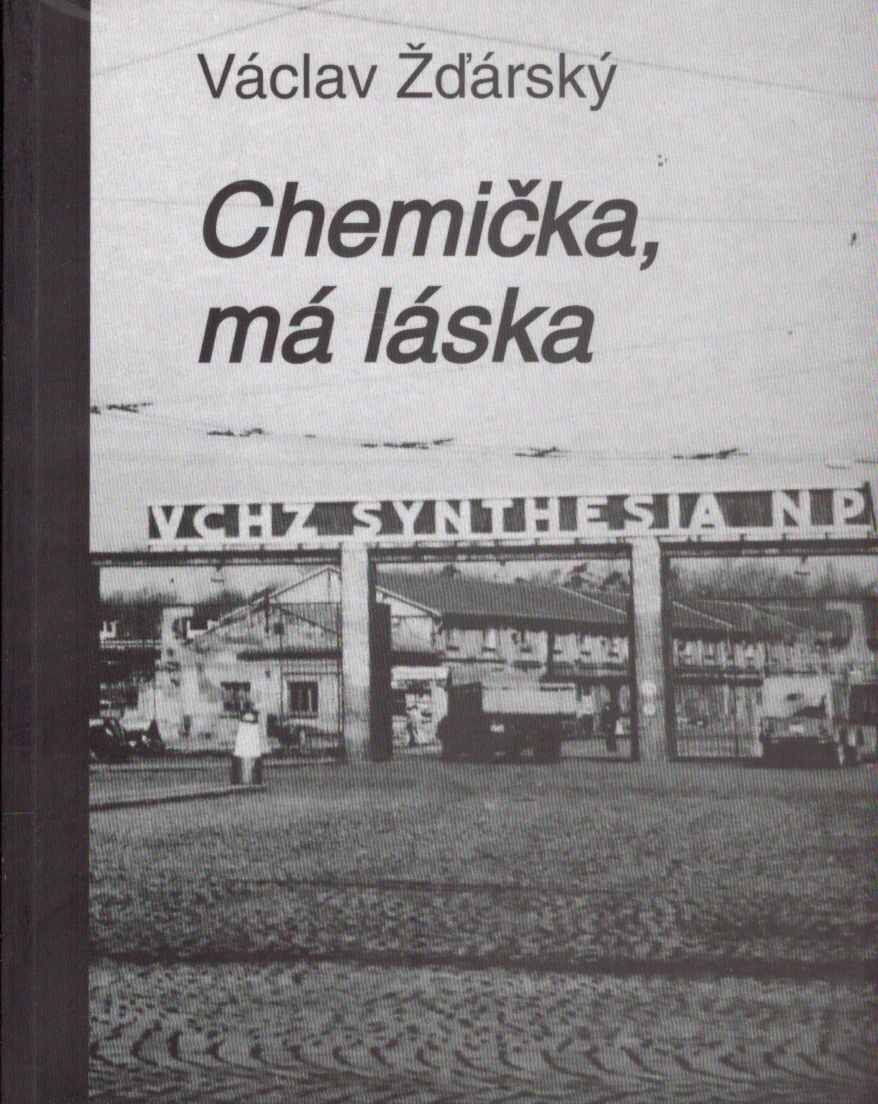 Václav Žďárský
Chemička,
má láska
VCHZ SYNTHESIA NP